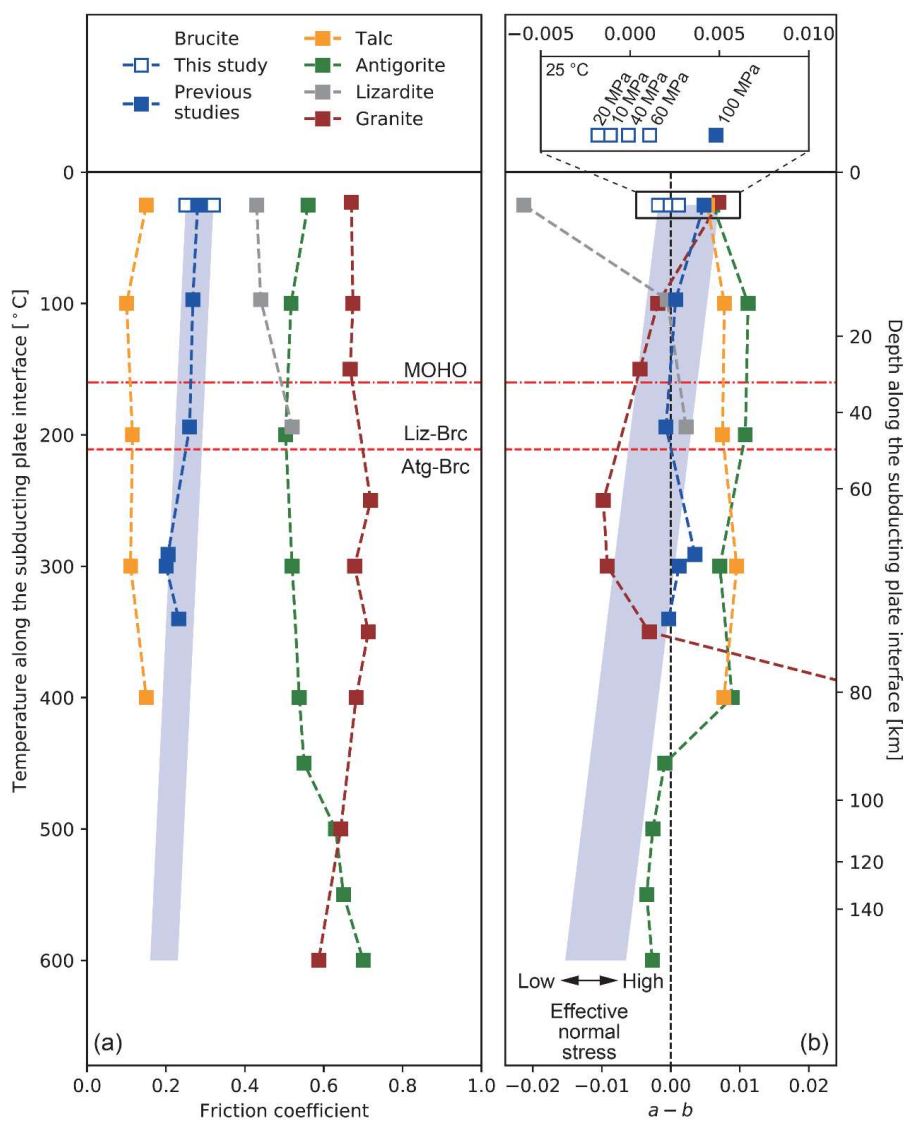 Brucite
This study
Previous
studies
Talc
Antigorite
Lizardite
Granite
−0.005 0.000 0.005 0.010
25 °C
20 MPa
10 MPa
40 MPa
60 MPa
100 MPa
0
100
200
300
400
500
600
Temperature along the subducting plate interface [°C]
MOHO
Liz-Brc
Atg-Brc
(a)
0.0 0.2 0.4 0.6 0.8 1.0
Friction coefficient
0
20
40
60
80
100
120
140
Depth along the subducting plate interface [km]
Low High
Effective
normal
stress
(b)
−0.02 −0.01 0.00 0.01 0.02
a − b